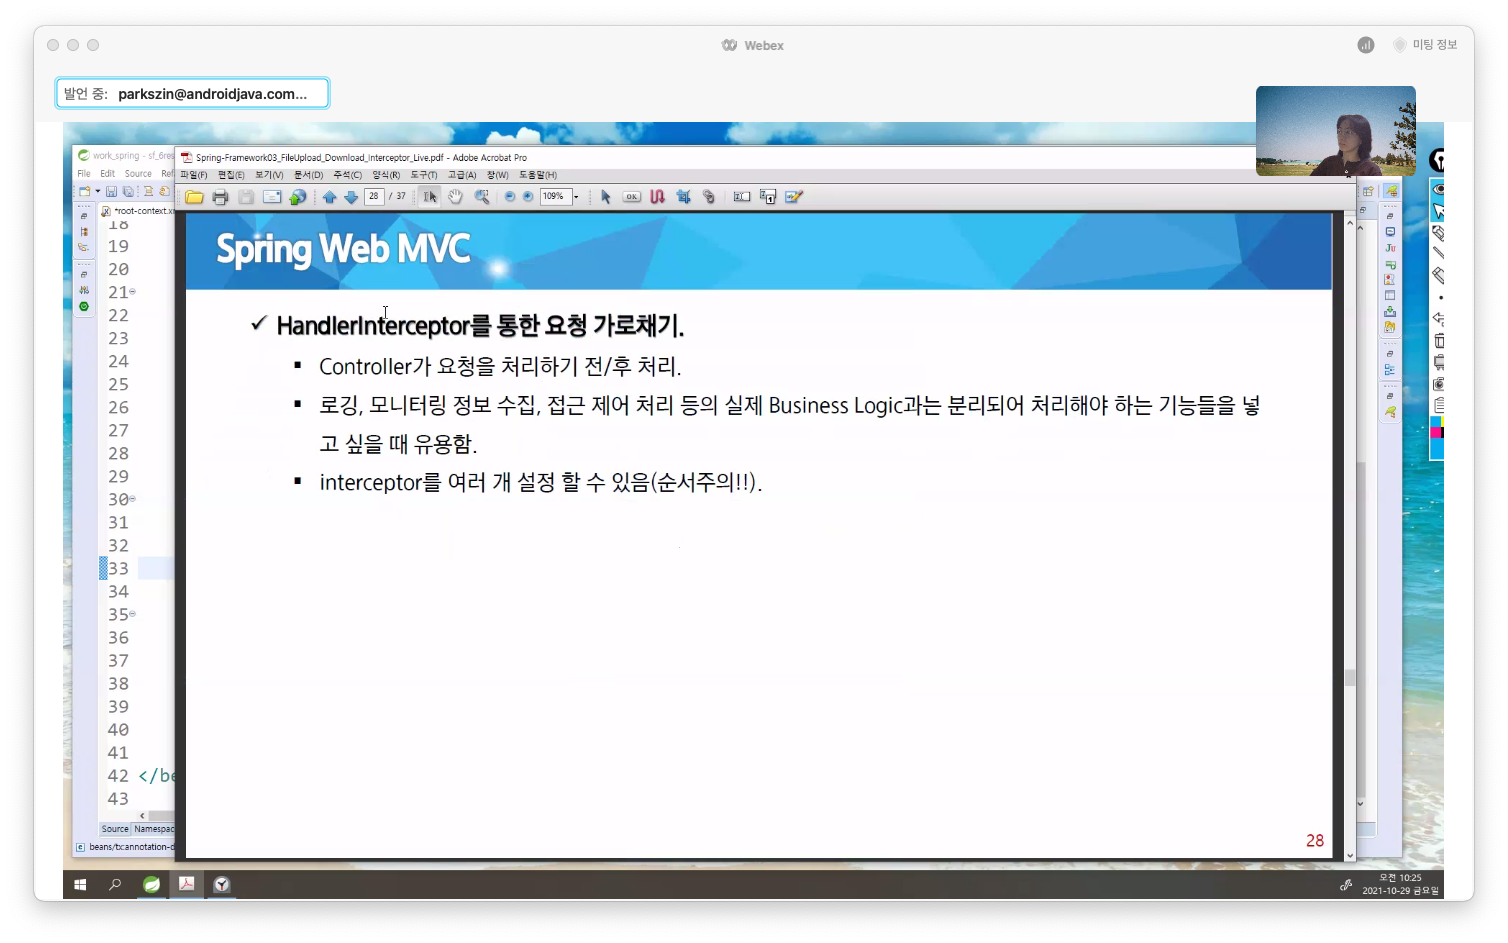 Webex
미팅 정보
발언 중: parkszin@androidjava.com...
work_spring - sf_6res
Spring-Framework03_FileUpload_Download_Interceptor_Live.pdf - Adobe Acrobat Pro
File Edit Source Ref
파일(F) 편집(E) 보기(V) 문서(D) 주석(C) 양식(R) 도구(T) 고급(A) 창(W) 도움말(H)
28 / 37 OK 109%
*root-context.x
Spring Web MVC
HandlerInterceptor를 통한 요청 가로채기.
▪ Controller가 요청을 처리하기 전/후 처리.
▪ 로깅, 모니터링 정보 수집, 접근 제어 처리 등의 실제 Business Logic과는 분리되어 처리해야 하는 기능들을 넣
고 싶을 때 유용함.
▪ interceptor를 여러 개 설정 할 수 있음(순서주의!!).
28
18
19
20
21
22
23
24
25
26
27
28
29
30
31
32
33
34
35
36
37
38
39
40
41
42 </be
43
Source Namespac
beans/b:annotation-d
오전 10:25
2021-10-29 금요일